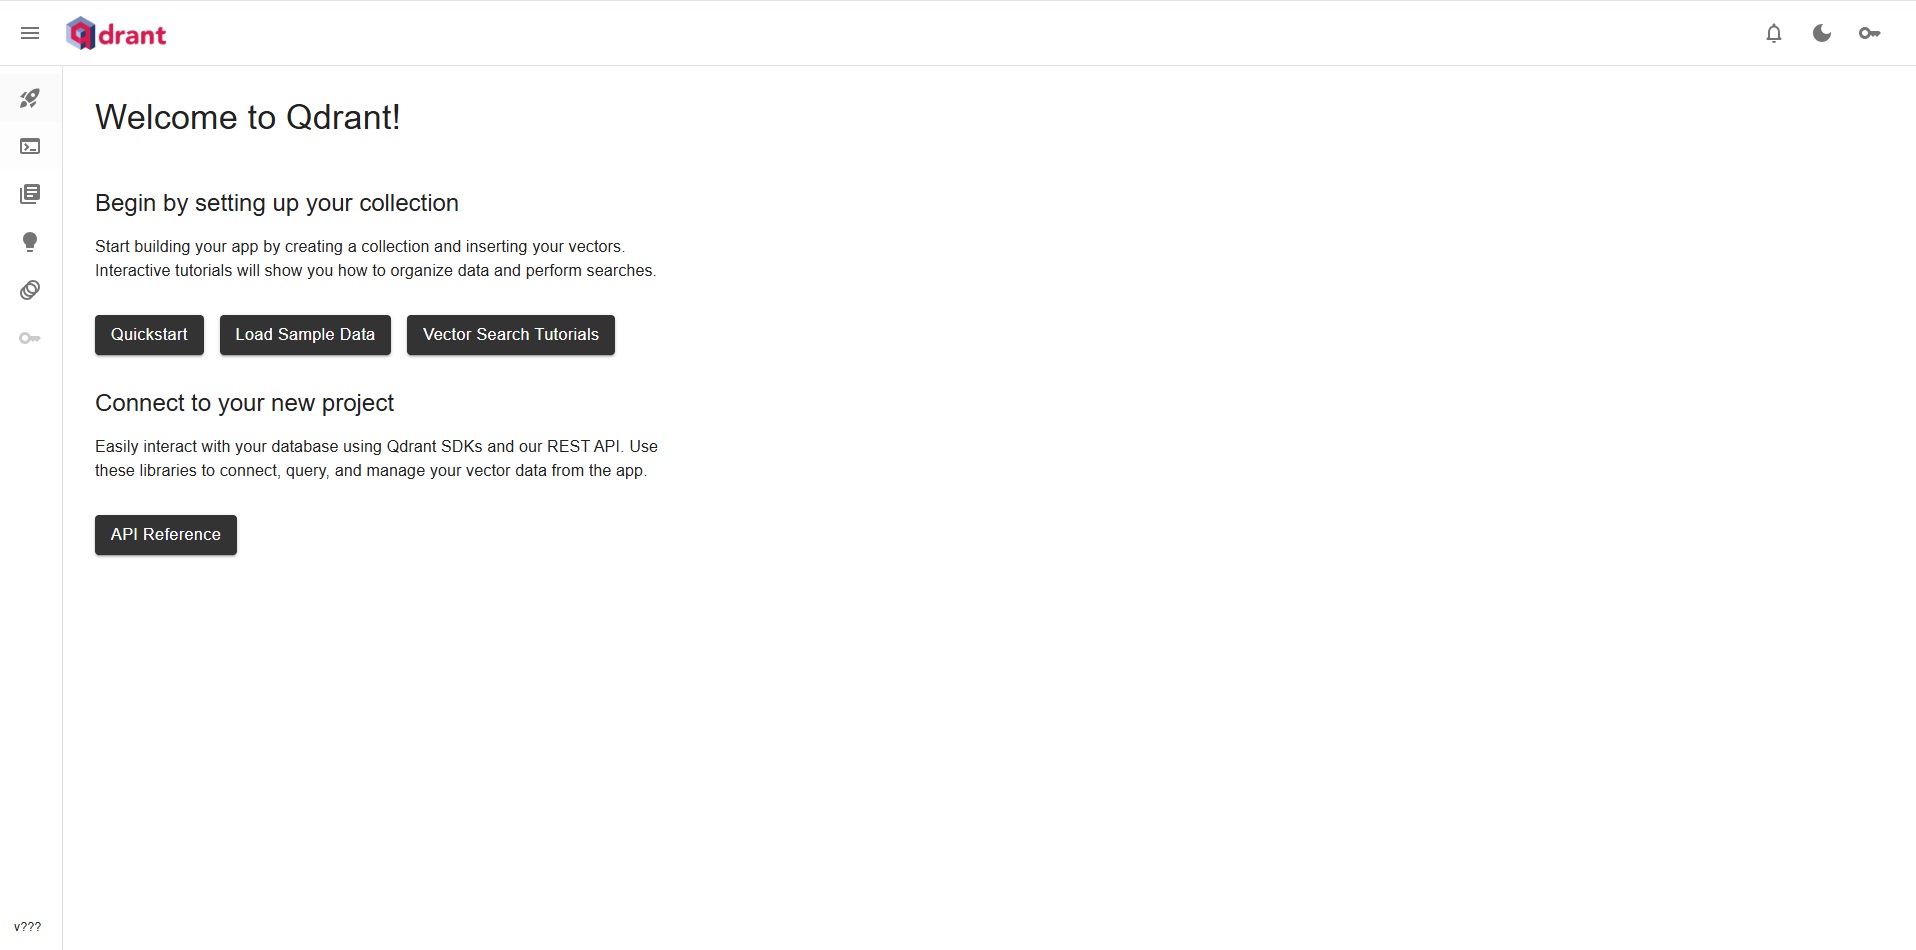 qdrant
Welcome to Qdrant!
Begin by setting up your collection
Start building your app by creating a collection and inserting your vectors.
Interactive tutorials will show you how to organize data and perform searches.
Quickstart
Load Sample Data
Vector Search Tutorials
Connect to your new project
Easily interact with your database using Qdrant SDKs and our REST API. Use
these libraries to connect, query, and manage your vector data from the app.
API Reference
v???